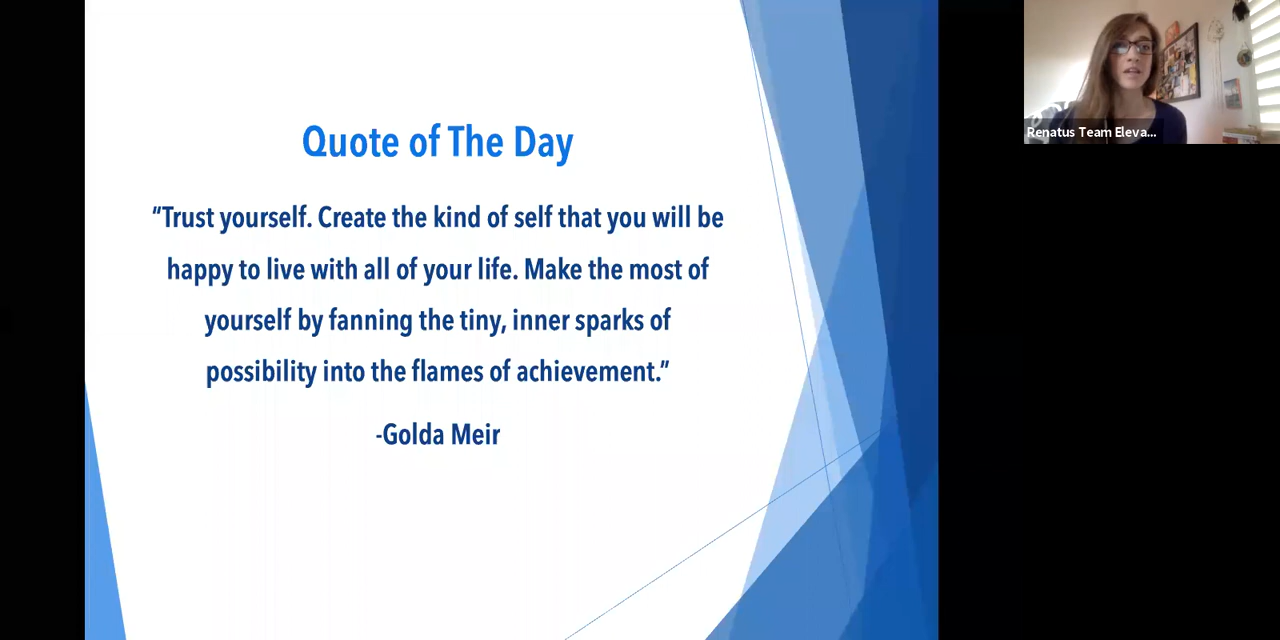 Quote of The Day
“Trust yourself. Create the kind of self that you will be
happy to live with all of your life. Make the most of
yourself by fanning the tiny, inner sparks of
possibility into the flames of achievement.”
-Golda Meir
Renatus Team Eleva...